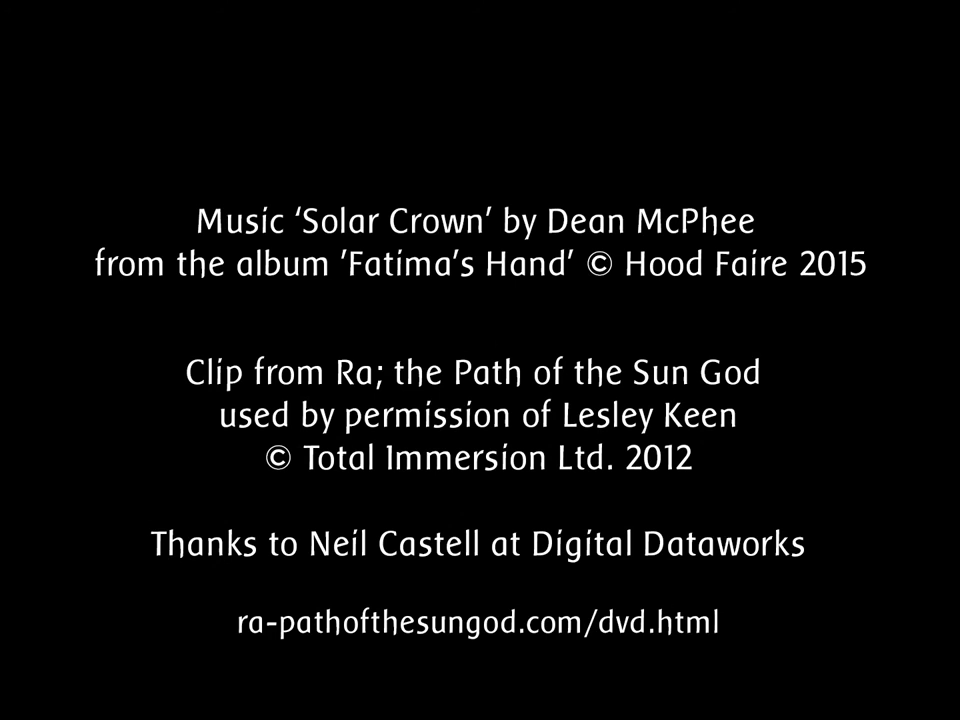 Music ‘Solar Crown’ by Dean McPhee
from the album ’Fatima’s Hand’ © Hood Faire 2015
Clip from Ra; the Path of the Sun God
used by permission of Lesley Keen
© Total Immersion Ltd. 2012
Thanks to Neil Castell at Digital Dataworks
ra-pathofthesungod.com/dvd.html